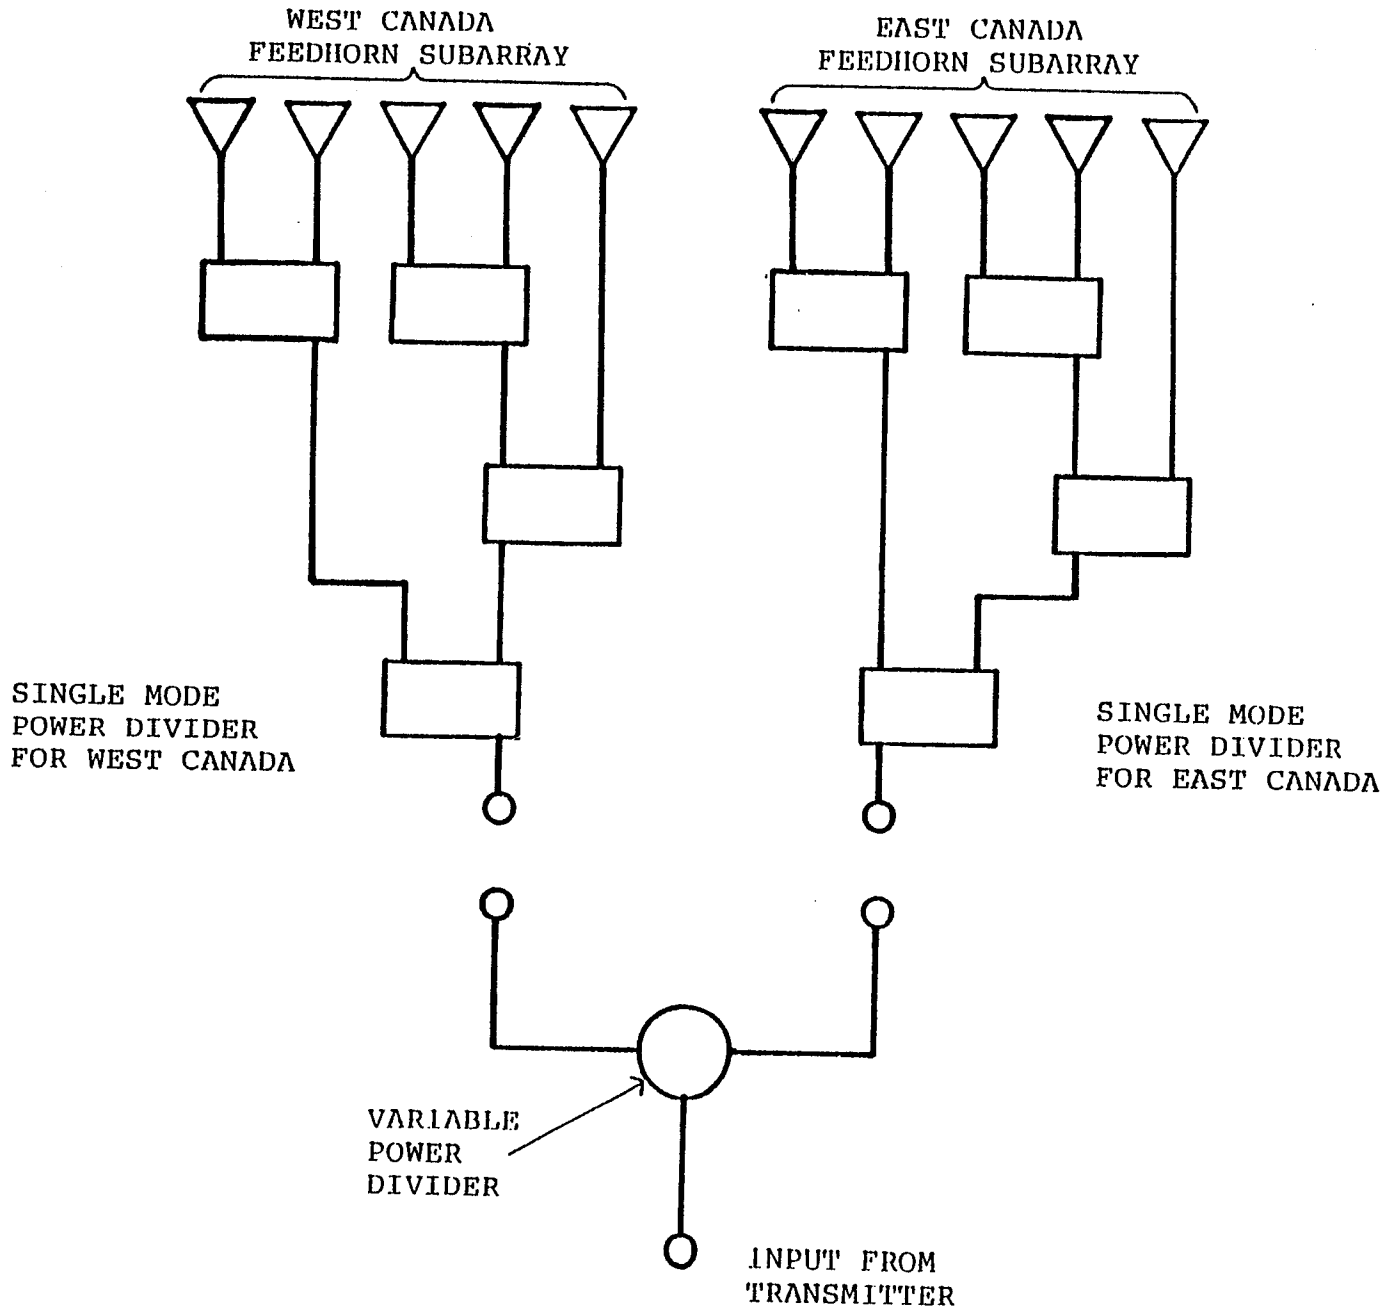 WEST CANADA
FEEDHORN SUBARRAY
EAST CANADA
FEEDHORN SUBARRAY
SINGLE MODE
POWER DIVIDER
FOR WEST CANADA
SINGLE MODE
POWER DIVIDER
FOR EAST CANADA
VARIABLE
POWER
DIVIDER
INPUT FROM
TRANSMITTER